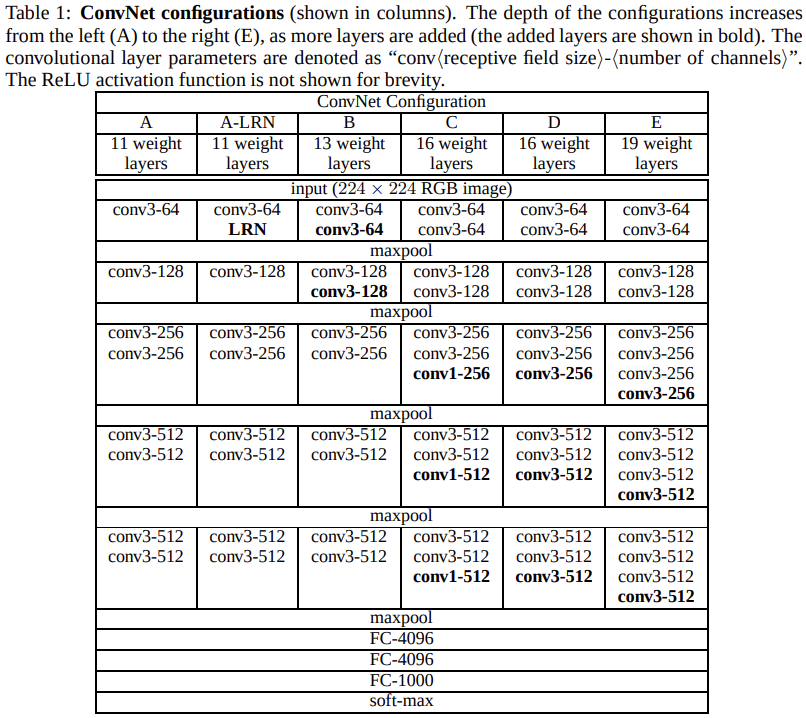 Table 1: ConvNet configurations (shown in columns). The depth of the configurations increases
from the left (A) to the right (E), as more layers are added (the added layers are shown in bold). The
convolutional layer parameters are denoted as “conv⟨receptive field size⟩-⟨number of channels⟩”.
The ReLU activation function is not shown for brevity.
ConvNet Configuration
A A-LRN B C D E
11 weight 11 weight 13 weight 16 weight 16 weight 19 weight
layers layers layers layers layers layers
input (224 × 224 RGB image)
conv3-64 conv3-64 conv3-64 conv3-64 conv3-64 conv3-64
LRN conv3-64 conv3-64 conv3-64 conv3-64
maxpool
conv3-128 conv3-128 conv3-128 conv3-128 conv3-128 conv3-128
conv3-128 conv3-128 conv3-128 conv3-128
maxpool
conv3-256 conv3-256 conv3-256 conv3-256 conv3-256 conv3-256
conv3-256 conv3-256 conv3-256 conv3-256 conv3-256 conv3-256
conv1-256 conv3-256 conv3-256
conv3-256
maxpool
conv3-512 conv3-512 conv3-512 conv3-512 conv3-512 conv3-512
conv3-512 conv3-512 conv3-512 conv3-512 conv3-512 conv3-512
conv1-512 conv3-512 conv3-512
conv3-512
maxpool
conv3-512 conv3-512 conv3-512 conv3-512 conv3-512 conv3-512
conv3-512 conv3-512 conv3-512 conv3-512 conv3-512 conv3-512
conv1-512 conv3-512 conv3-512
conv3-512
maxpool
FC-4096
FC-4096
FC-1000
soft-max